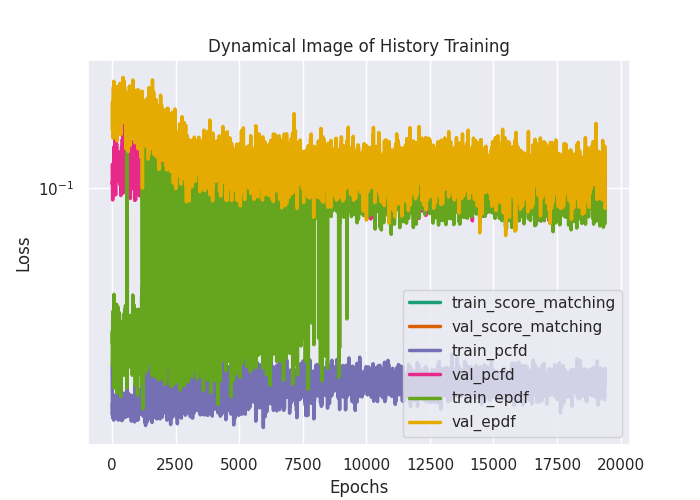 Dynamical Image of History Training
Loss
10⁻¹
train_score_matching
val_score_matching
train_pcfd
val_pcfd
train_epdf
val_epdf
0 2500 5000 7500 10000 12500 15000 17500 20000
Epochs